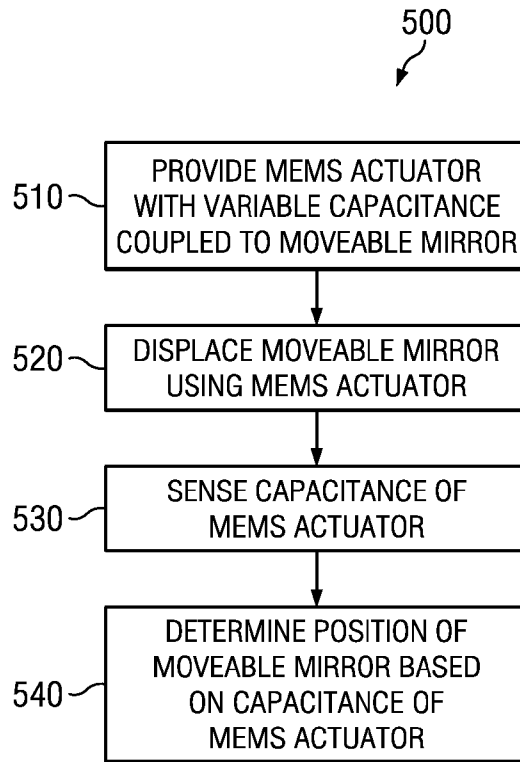 500
510
PROVIDE MEMS ACTUATOR
WITH VARIABLE CAPACITANCE
COUPLED TO MOVEABLE MIRROR
520
DISPLACE MOVEABLE MIRROR
USING MEMS ACTUATOR
530
SENSE CAPACITANCE OF
MEMS ACTUATOR
540
DETERMINE POSITION OF
MOVEABLE MIRROR BASED
ON CAPACITANCE OF
MEMS ACTUATOR